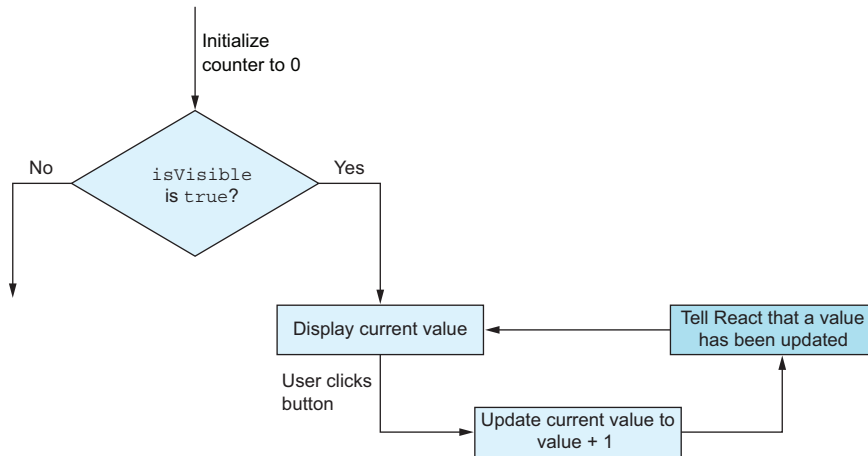 Initialize
counter to 0
No
isVisible
is true?
Yes
Display current value
Tell React that a value
has been updated
User clicks
button
Update current value to
value + 1